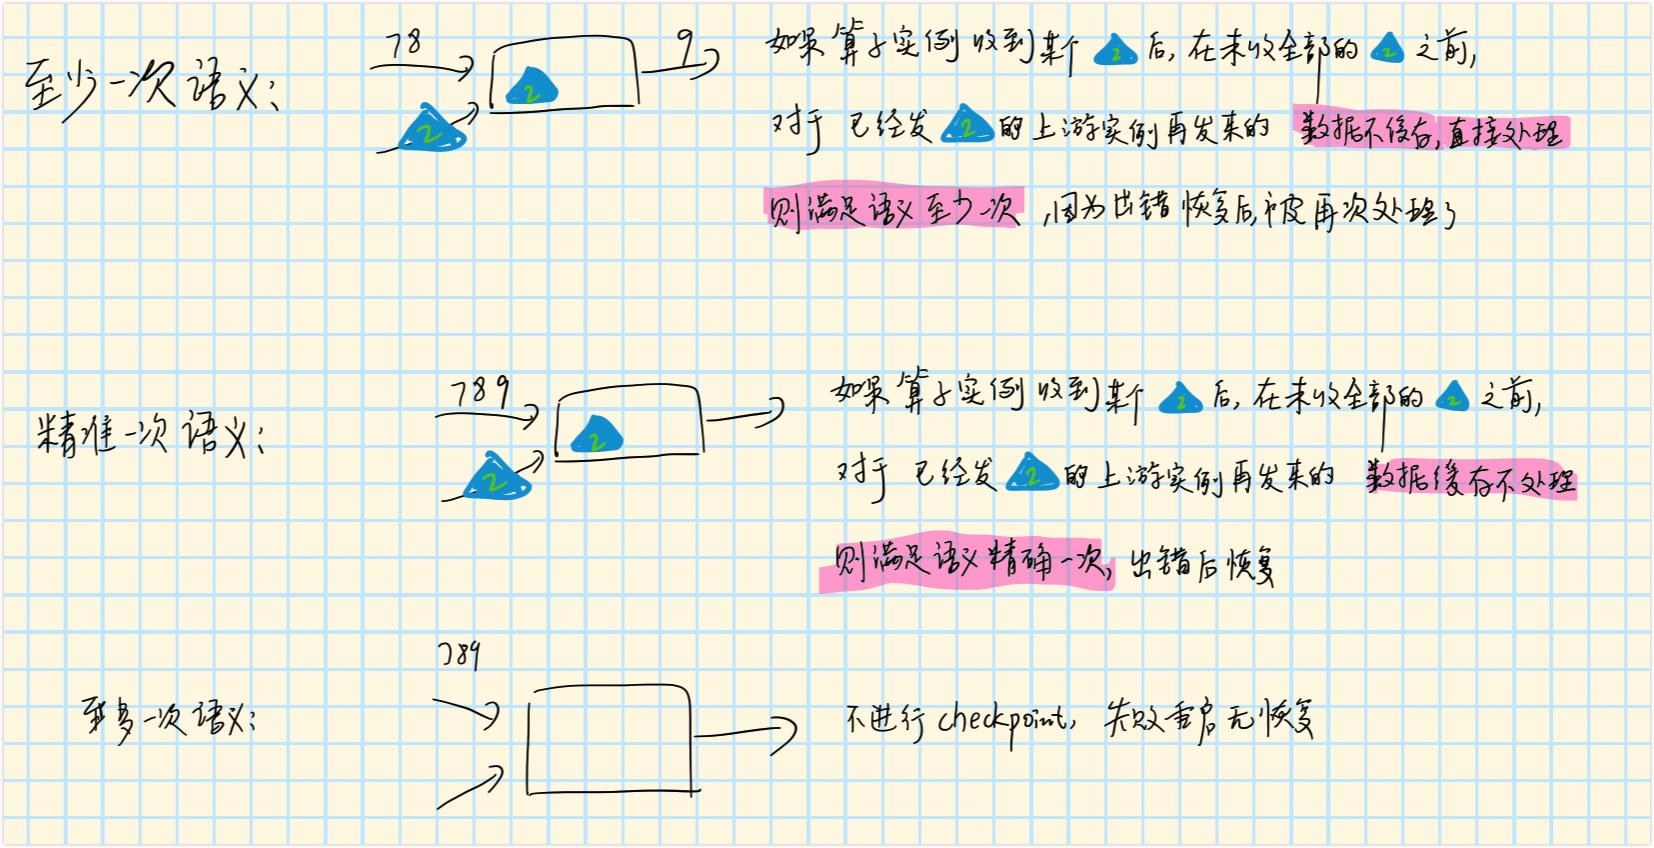 至少一次语义:
78
9
2
2
如果算子实例收到某个 2 后, 在未收全部的 2 之前,
对于已经发 2 的上游实例再发来的 数据不缓存,直接处理
则满足语义至少一次,因为出错恢复后,被再次处理了
精准一次语义:
789
2
2
如果算子实例收到某个 2 后, 在未收全部的 2 之前,
对于已经发 2 的上游实例再发来的 数据缓存不处理
则满足语义精确一次, 出错后恢复
至多一次语义:
789
不进行 checkpoint, 失败重启无恢复